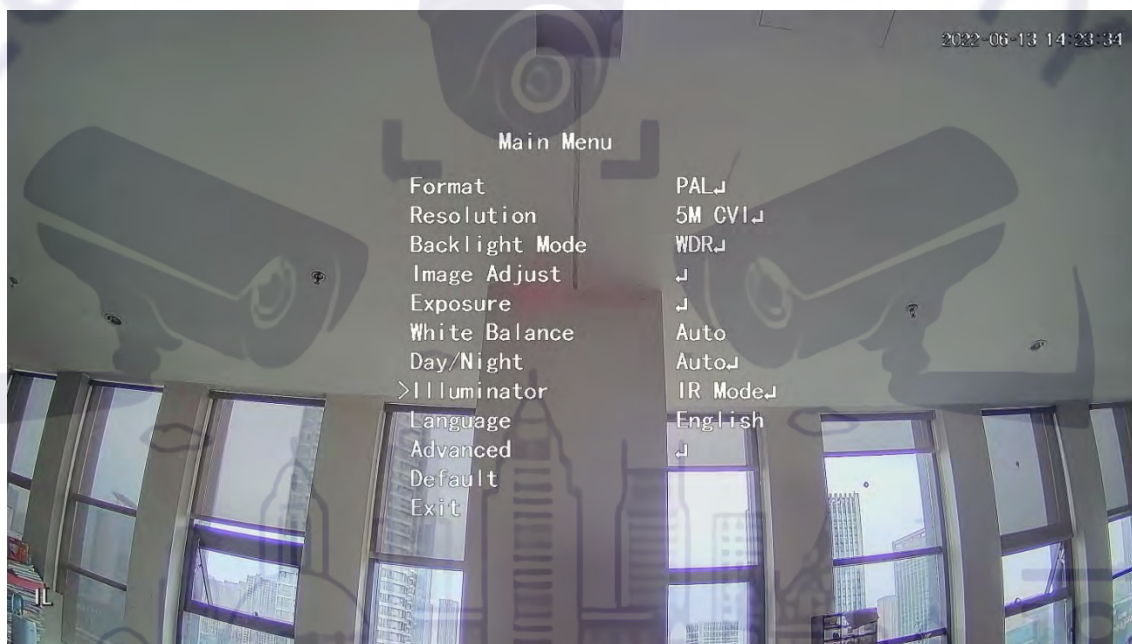 2022-06-13 14:23:34
Main Menu
Format PAL↲
Resolution 5M CVI↲
Backlight Mode WDR↲
Image Adjust ↲
Exposure ↲
White Balance Auto
Day/Night Auto↲
>Illuminator IR Mode↲
Language English
Advanced ↲
Default
Exit
IL